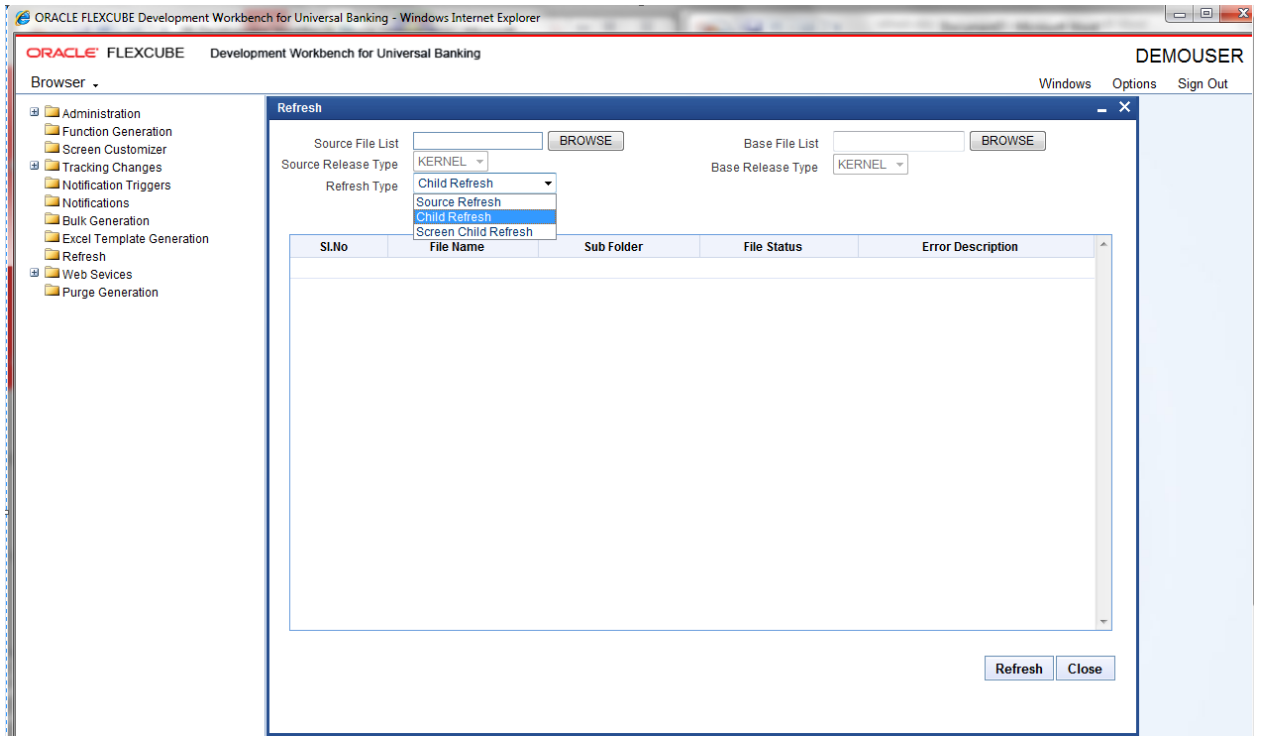 ORACLE FLEXCUBE Development Workbench for Universal Banking - Windows Internet Explorer
ORACLE FLEXCUBE Development Workbench for Universal Banking
DEMOUSER
Browser
Windows Options Sign Out
Administration
Function Generation
Screen Customizer
Tracking Changes
Notification Triggers
Notifications
Bulk Generation
Excel Template Generation
Refresh
Web Sevices
Purge Generation
Refresh
Source File List BROWSE Base File List BROWSE
Source Release Type KERNEL Base Release Type KERNEL
Refresh Type Child Refresh
Source Refresh
Child Refresh
Screen Child Refresh
Sl.No File Name Sub Folder File Status Error Description
Refresh Close